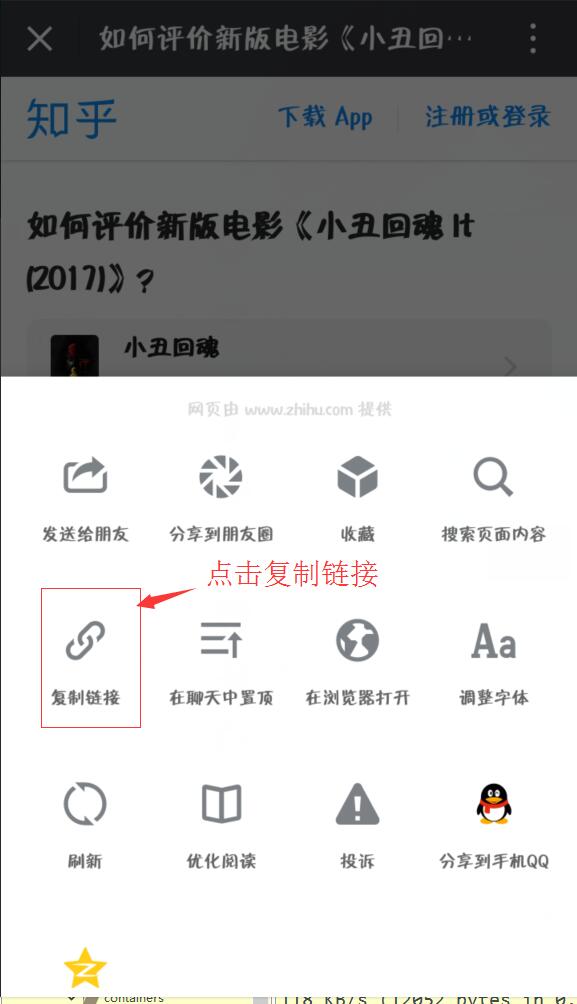 如何评价新版电影《小丑回…
知乎
下载 App
注册或登录
如何评价新版电影《小丑回魂 It
(2017)》?
小丑回魂
网页由 www.zhihu.com 提供
发送给朋友
分享到朋友圈
收藏
搜索页面内容
点击复制链接
Aa
复制链接
在聊天中置顶
在浏览器打开
调整字体
刷新
优化阅读
投诉
分享到手机QQ
containers
118 KB/s (12052 bytes in 0.